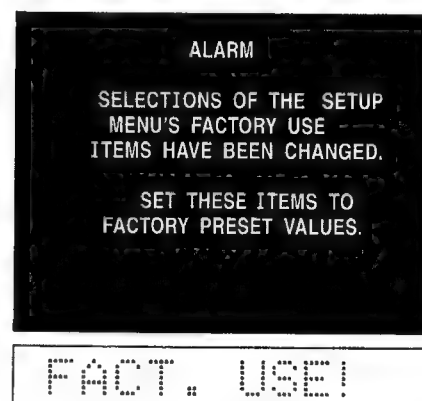 ALARM
SELECTIONS OF THE SETUP
MENU'S FACTORY USE
ITEMS HAVE BEEN CHANGED.
SET THESE ITEMS TO
FACTORY PRESET VALUES.
FACT. USE!